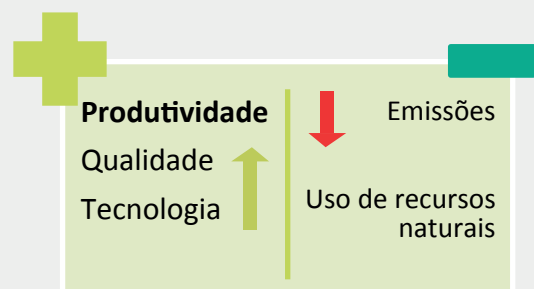 Produtividade
Qualidade
Tecnologia
Emissões
Uso de recursos
naturais